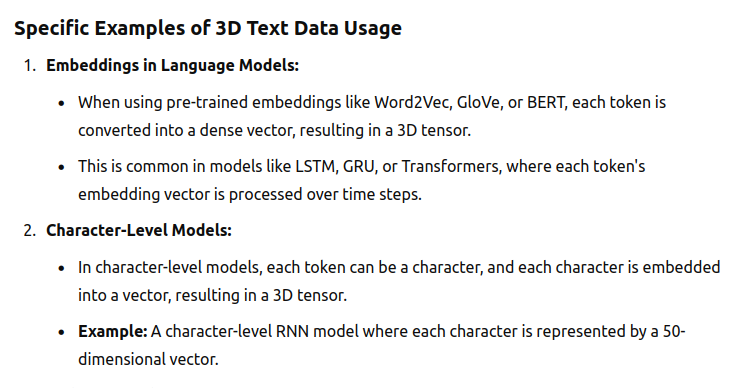 Specific Examples of 3D Text Data Usage
1. Embeddings in Language Models:
• When using pre-trained embeddings like Word2Vec, GloVe, or BERT, each token is
converted into a dense vector, resulting in a 3D tensor.
• This is common in models like LSTM, GRU, or Transformers, where each token's
embedding vector is processed over time steps.
2. Character-Level Models:
• In character-level models, each token can be a character, and each character is embedded
into a vector, resulting in a 3D tensor.
• Example: A character-level RNN model where each character is represented by a 50-
dimensional vector.